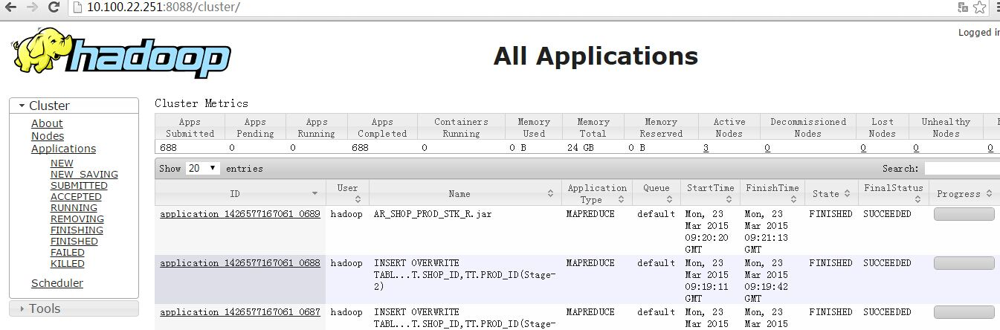 10.100.22.251:8088/cluster/
Logged in
hadoop
All Applications
Cluster
About
Nodes
Applications
NEW
NEW_SAVING
SUBMITTED
ACCEPTED
RUNNING
REMOVING
FINISHING
FINISHED
FAILED
KILLED
Scheduler
Tools
Cluster Metrics
Apps Submitted Apps Pending Apps Running Apps Completed Containers Running Memory Used Memory Total Memory Reserved Active Nodes Decommissioned Nodes Lost Nodes Unhealthy Nodes
688 0 0 688 0 0 B 24 GB 0 B 3 0 0 0 0
Show 20 entries Search:
ID User Name Application Type Queue StartTime FinishTime State FinalStatus Progress
application_1426577167061_0689 hadoop AR_SHOP_PROD_STK_R.jar MAPREDUCE default Mon, 23 Mon, 23 FINISHED SUCCEEDED
Mar 2015 Mar 2015
09:20:20 09:21:13
GMT GMT
application_1426577167061_0688 hadoop INSERT OVERWRITE MAPREDUCE default Mon, 23 Mon, 23 FINISHED SUCCEEDED
TABL...T.SHOP_ID,TT.PROD_ID(Stage- Mar 2015 Mar 2015
2) 09:19:11 09:19:42
GMT GMT
application_1426577167061_0687 hadoop INSERT OVERWRITE MAPREDUCE default Mon, 23 Mon, 23 FINISHED SUCCEEDED
TABL...T.SHOP_ID,TT.PROD_ID(Stage- Mar 2015 Mar 2015